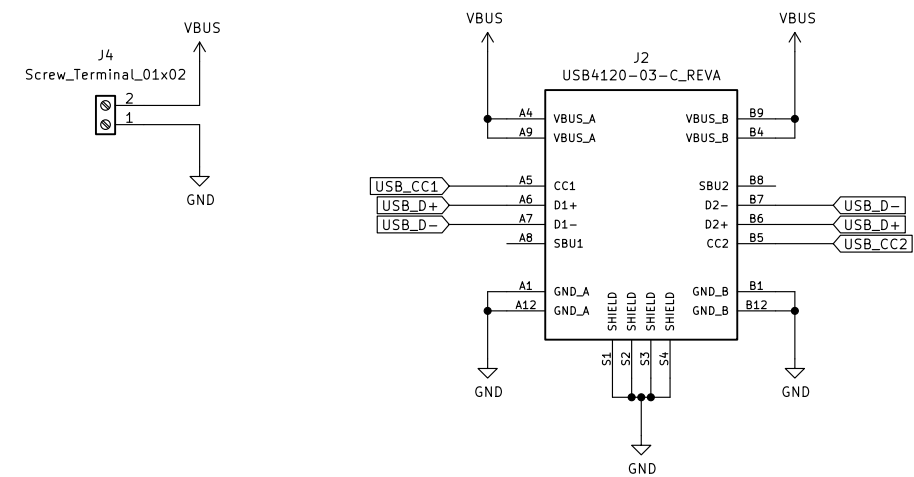 VBUS
J4
Screw_Terminal_01x02
2
1
GND
VBUS
VBUS
J2
USB4120-03-C_REVA
A4 VBUS_A VBUS_B B9
A9 VBUS_A VBUS_B B4
USB_CC1 A5 CC1 SBU2 B8
USB_D+ A6 D1+ D2- B7 USB_D-
USB_D- A7 D1- D2+ B6 USB_D+
A8 SBU1 CC2 B5 USB_CC2
A1 GND_A GND_B B1
A12 GND_A GND_B B12
SHIELD SHIELD SHIELD SHIELD
S1 S2 S3 S4
GND
GND
GND